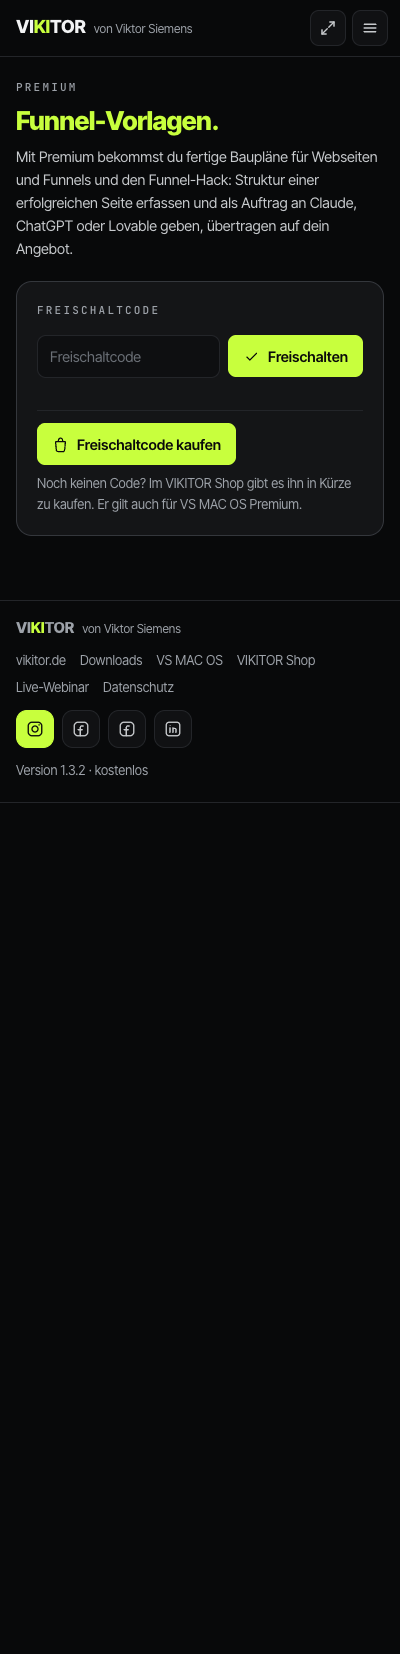 VIKITOR von Viktor Siemens
PREMIUM
Funnel-Vorlagen.
Mit Premium bekommst du fertige Baupläne für Webseiten
und Funnels und den Funnel-Hack: Struktur einer
erfolgreichen Seite erfassen und als Auftrag an Claude,
ChatGPT oder Lovable geben, übertragen auf dein
Angebot.
FREISCHALTCODE
Freischaltcode
Freischalten
Freischaltcode kaufen
Noch keinen Code? Im VIKITOR Shop gibt es ihn in Kürze
zu kaufen. Er gilt auch für VS MAC OS Premium.
VIKITOR von Viktor Siemens
vikitor.de Downloads VS MAC OS VIKITOR Shop
Live-Webinar Datenschutz
Version 1.3.2 · kostenlos